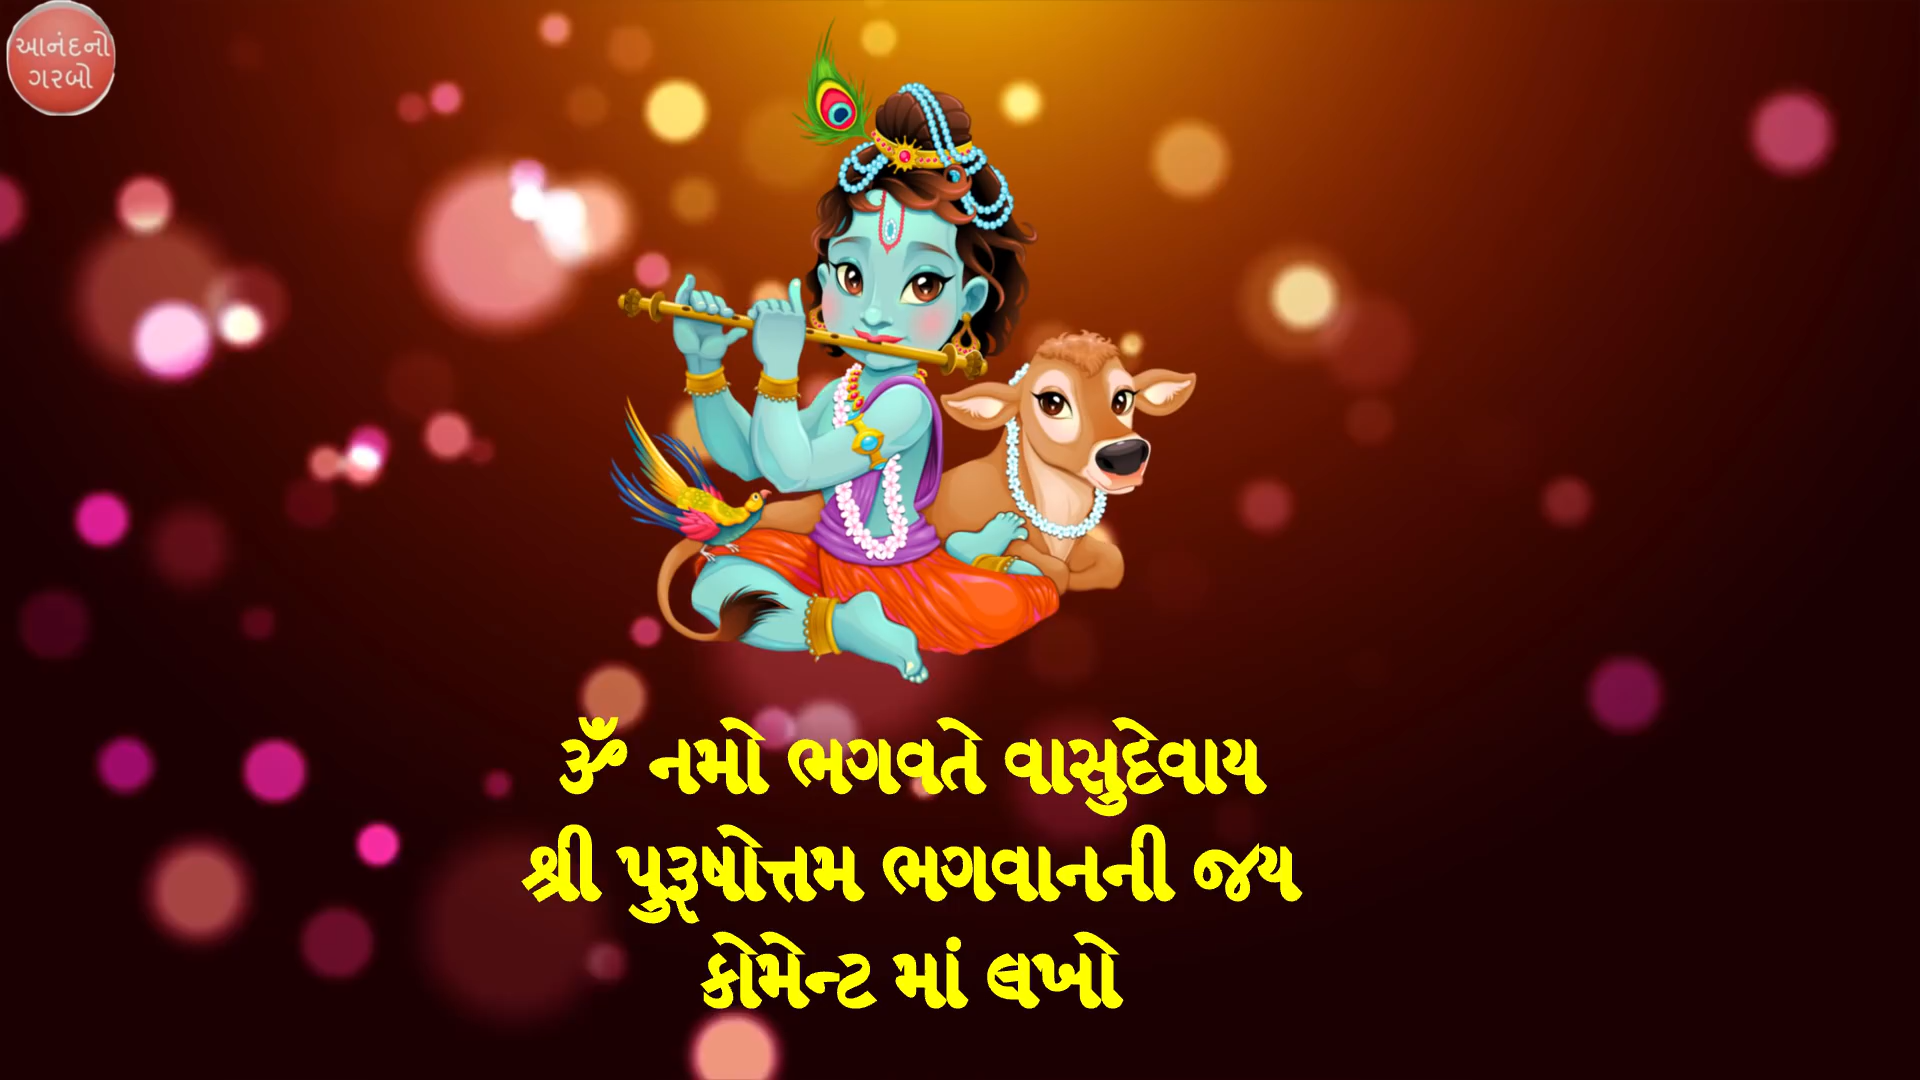 આનંદનો
ગરબો
ૐ નમો ભગવતે વાસુદેવાય
શ્રી પુરૂષોત્તમ ભગવાનની જય
કોમેન્ટ માં લખો